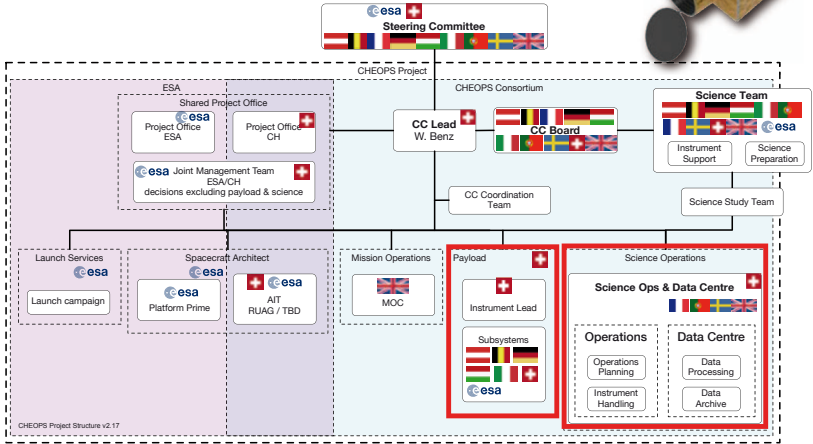 esa
Steering Committee
CHEOPS Project
ESA
CHEOPS Consortium
Shared Project Office
esa
Project Office
ESA
Project Office
CH
esa Joint Management Team
ESA/CH
decisions excluding payload & science
CC Lead
W. Benz
CC Board
Science Team
esa
Instrument
Support
Science
Preparation
CC Coordination
Team
Science Study Team
Launch Services
esa
Launch campaign
Spacecraft Architect
esa
esa
Platform Prime
esa
AIT
RUAG / TBD
Mission Operations
MOC
Payload
Instrument Lead
Subsystems
esa
Science Operations
Science Ops & Data Centre
Operations
Operations
Planning
Instrument
Handling
Data Centre
Data
Processing
Data
Archive
CHEOPS Project Structure v2.17